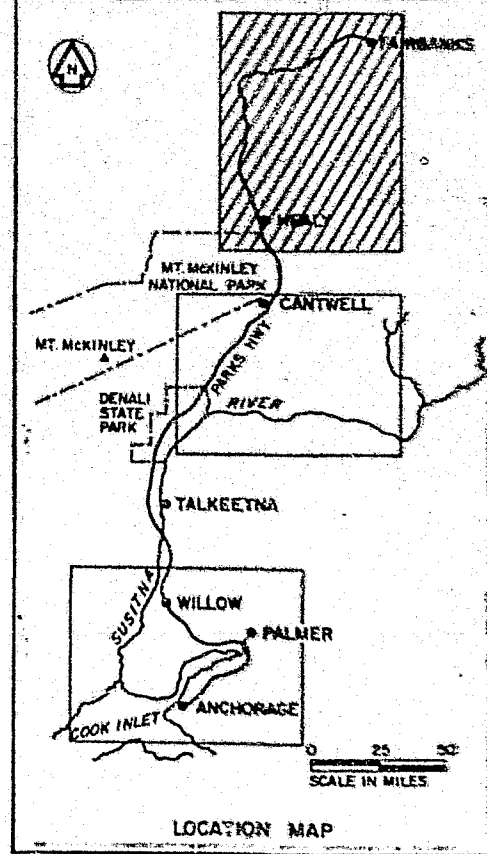 N
FAIRBANKS
HEALY
MT. McKINLEY
NATIONAL PARK
CANTWELL
MT. McKINLEY
PARKS HWY
DENALI
STATE
PARK
RIVER
TALKEETNA
SUSITNA
WILLOW
PALMER
ANCHORAGE
COOK INLET
0 25 50
SCALE IN MILES
LOCATION MAP